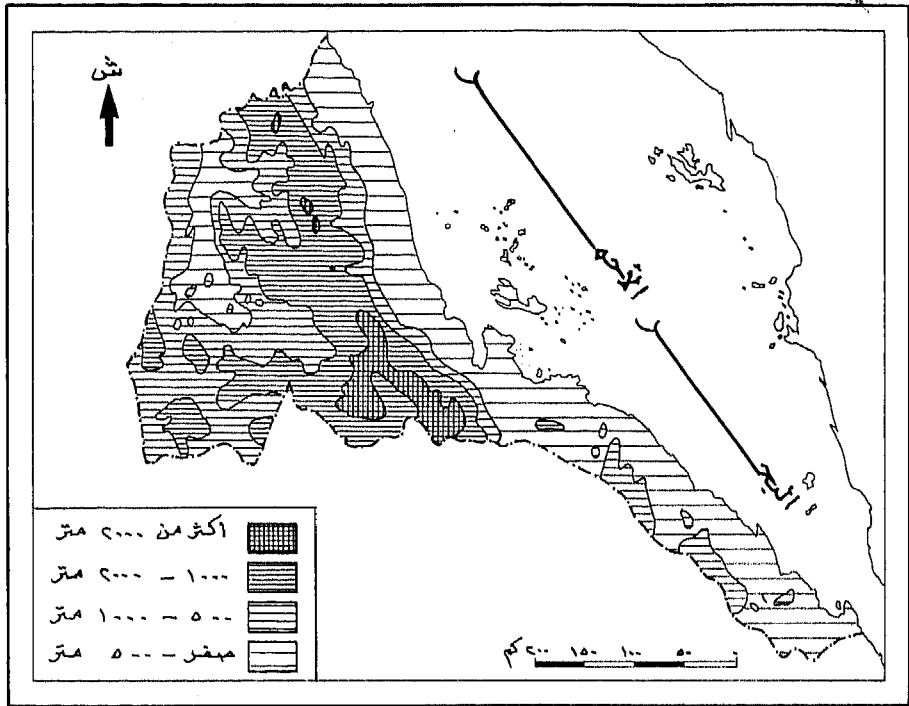 ش
البحر
الأحمر
أكثر من ٢٠٠٠ متر
١٠٠٠ - ٢٠٠٠ متر
٥٠٠ - ١٠٠٠ متر
صفر - ٥٠٠ متر
٢٠٠ كم ١٥٠ ١٠٠ ٥٠ ٠